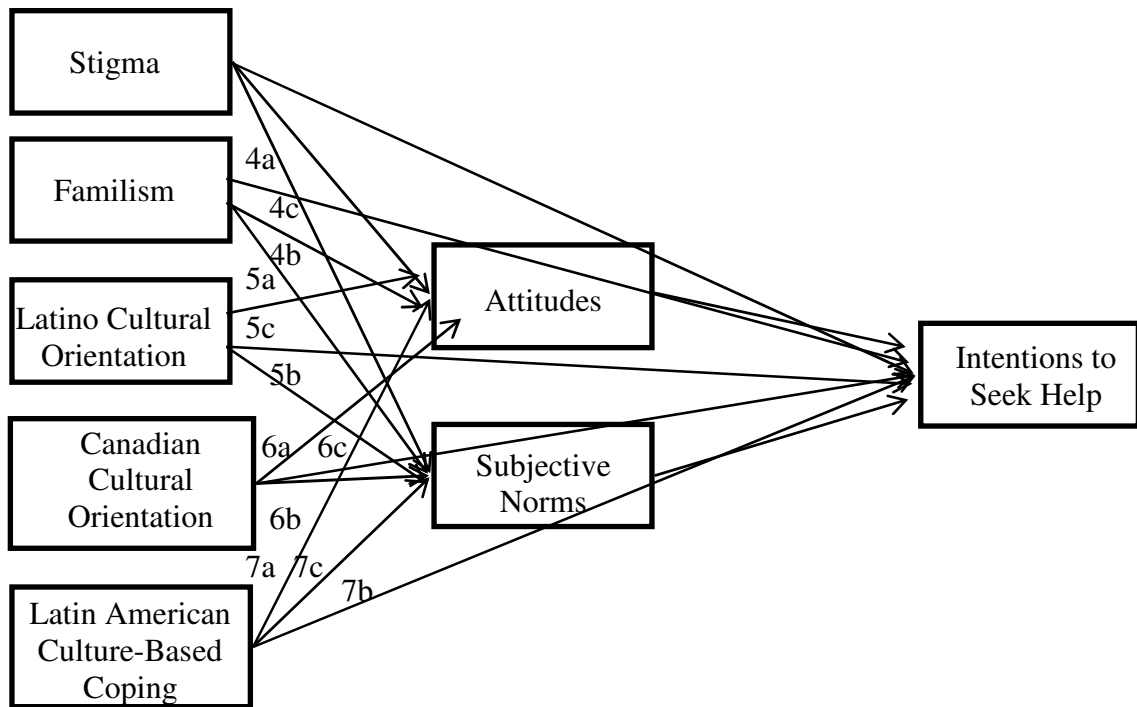 Stigma
4a
Familism
4c
4b
5a
Latino Cultural
Orientation
5c
5b
Attitudes
Intentions to
Seek Help
Canadian
Cultural
Orientation
6a
6c
6b
Subjective
Norms
7a
7c
7b
Latin American
Culture-Based
Coping